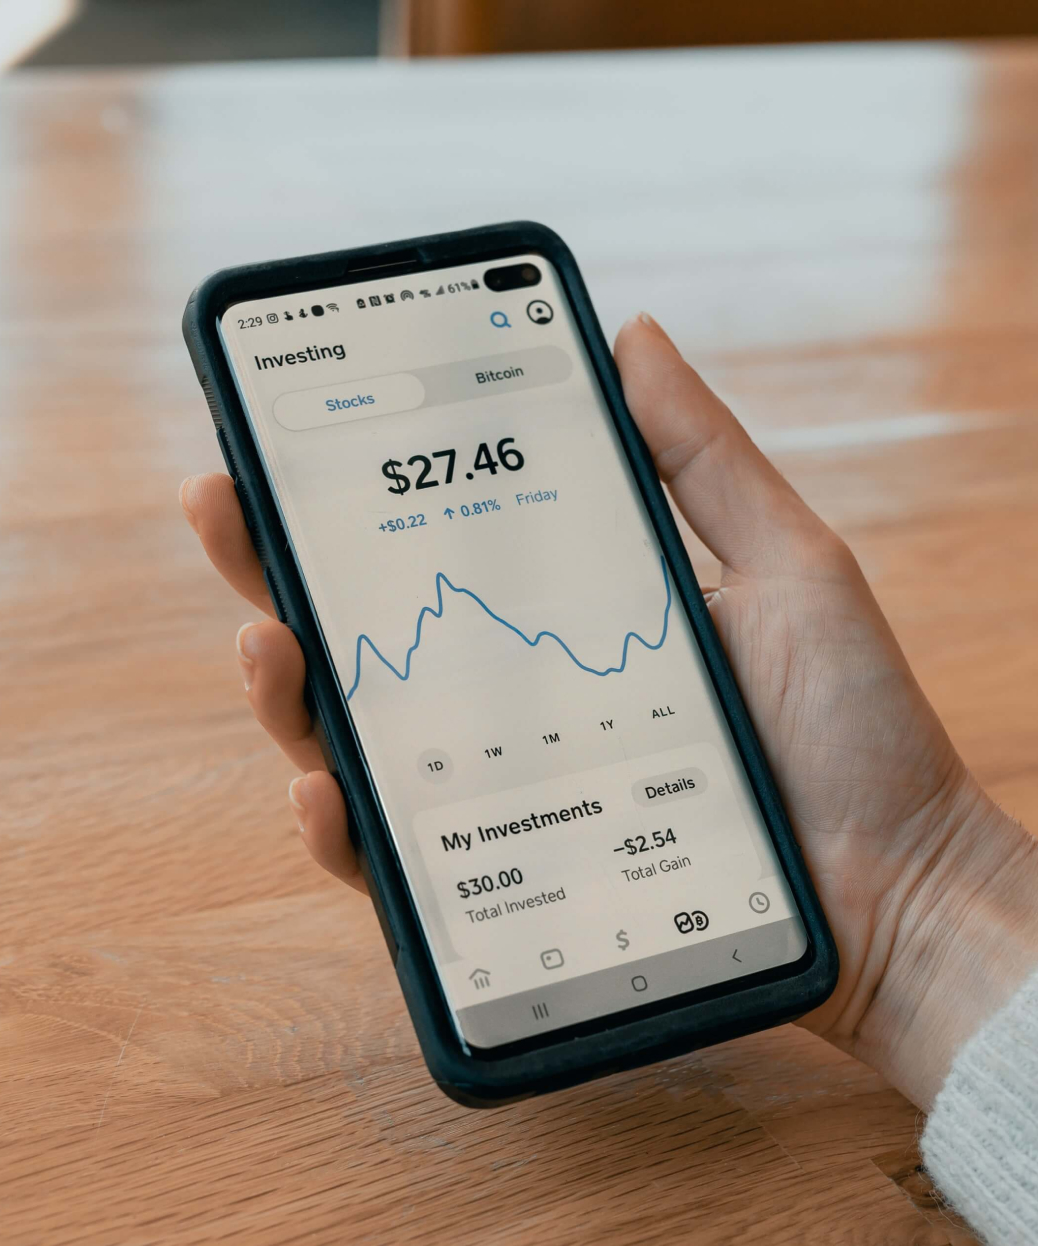 2:29 61%
Investing
Stocks Bitcoin
$27.46
+$0.22 ↑ 0.81% Friday
1D 1W 1M 1Y ALL
My Investments Details
$30.00 –$2.54
Total Invested Total Gain